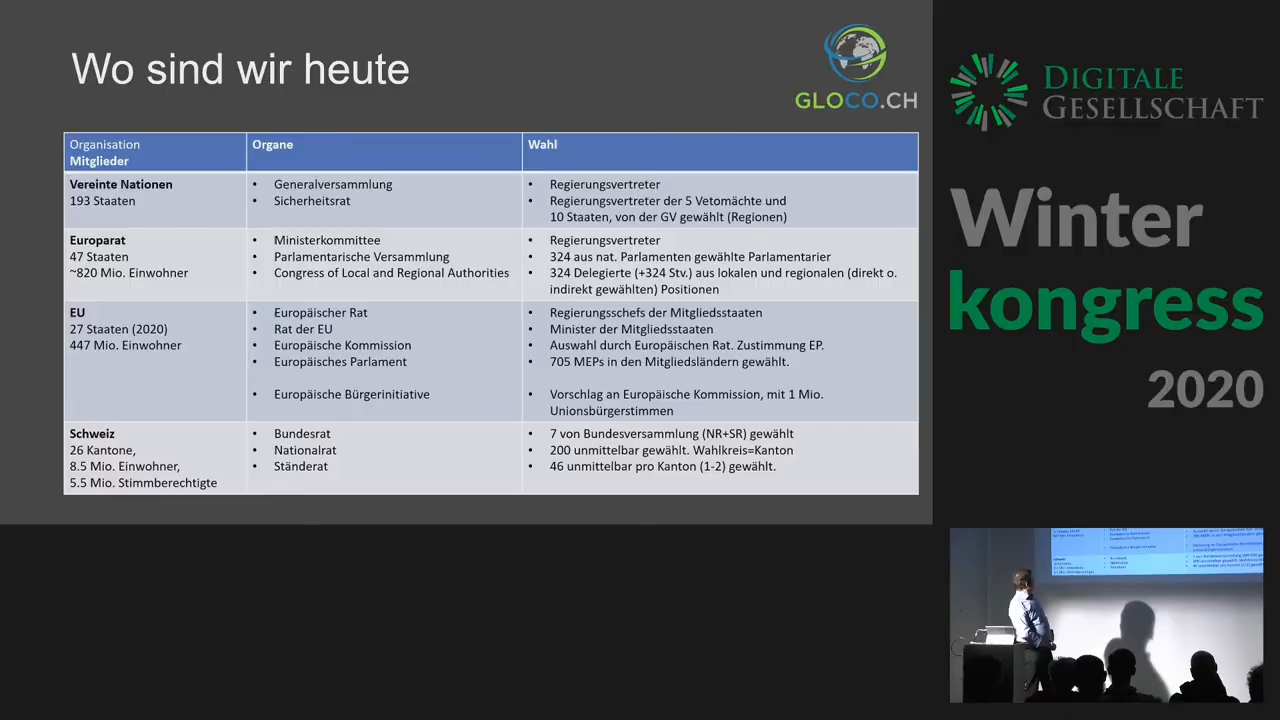 Wo sind wir heute
GLOCO.CH
Organisation
Mitglieder
Organe
Wahl
Vereinte Nationen
193 Staaten
• Generalversammlung
• Sicherheitsrat
• Regierungsvertreter
• Regierungsvertreter der 5 Vetomächte und
10 Staaten, von der GV gewählt (Regionen)
Europarat
47 Staaten
~820 Mio. Einwohner
• Ministerkommittee
• Parlamentarische Versammlung
• Congress of Local and Regional Authorities
• Regierungsvertreter
• 324 aus nat. Parlamenten gewählte Parlamentarier
• 324 Delegierte (+324 Stv.) aus lokalen und regionalen (direkt o.
indirekt gewählten) Positionen
EU
27 Staaten (2020)
447 Mio. Einwohner
• Europäischer Rat
• Rat der EU
• Europäische Kommission
• Europäisches Parlament
• Europäische Bürgerinitiative
• Regierungsschefs der Mitgliedsstaaten
• Minister der Mitgliedsstaaten
• Auswahl durch Europäischen Rat. Zustimmung EP.
• 705 MEPs in den Mitgliedsländern gewählt.
• Vorschlag an Europäische Kommission, mit 1 Mio.
Unionsbürgerstimmen
Schweiz
26 Kantone,
8.5 Mio. Einwohner,
5.5 Mio. Stimmberechtigte
• Bundesrat
• Nationalrat
• Ständerat
• 7 von Bundesversammlung (NR+SR) gewählt
• 200 unmittelbar gewählt. Wahlkreis=Kanton
• 46 unmittelbar pro Kanton (1-2) gewählt.
DIGITALE
GESELLSCHAFT
Winter
kongress
2020